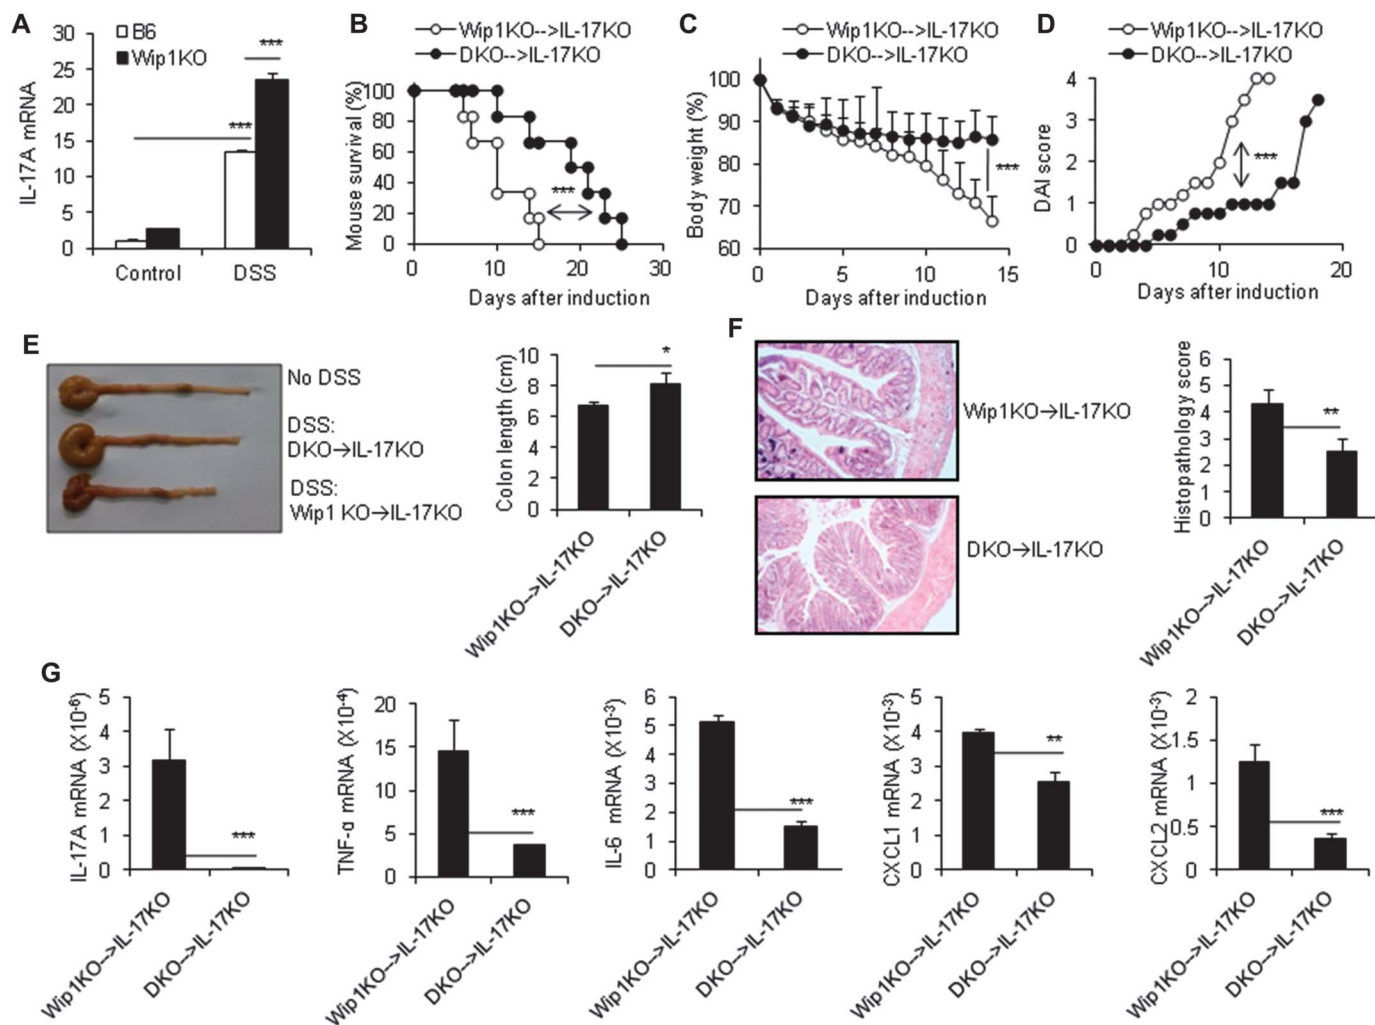 A
IL-17A mRNA
30
25
20
15
10
5
0
B6
Wip1KO
***
***
Control
DSS
B
Wip1KO-->IL-17KO
DKO-->IL-17KO
Mouse survival (%)
100
80
60
40
20
0
***
0
10
20
30
Days after induction
C
Wip1KO-->IL-17KO
DKO-->IL-17KO
Body weight (%)
100
90
80
70
60
***
0
5
10
15
Days after induction
D
Wip1KO-->IL-17KO
DKO-->IL-17KO
DAI score
4
3
2
1
0
***
0
10
20
Days after induction
E
No DSS
DSS:
DKO→IL-17KO
DSS:
Wip1 KO→IL-17KO
Colon length (cm)
10
8
6
4
2
0
*
Wip1KO-->IL-17KO
DKO-->IL-17KO
F
Wip1KO→IL-17KO
DKO→IL-17KO
Histopathology score
6
5
4
3
2
1
0
**
Wip1KO-->IL-17KO
DKO-->IL-17KO
G
IL-17A mRNA (X10-6)
5
4
3
2
1
0
***
Wip1KO-->IL-17KO
DKO-->IL-17KO
TNF-α mRNA (X10-4)
20
15
10
5
0
***
Wip1KO-->IL-17KO
DKO-->IL-17KO
IL-6 mRNA (X10-3)
6
5
4
3
2
1
0
***
Wip1KO-->IL-17KO
DKO-->IL-17KO
CXCL1 mRNA (X10-3)
5
4
3
2
1
0
**
Wip1KO-->IL-17KO
DKO-->IL-17KO
CXCL2 mRNA (X10-3)
2
1.5
1
0.5
0
***
Wip1KO-->IL-17KO
DKO-->IL-17KO